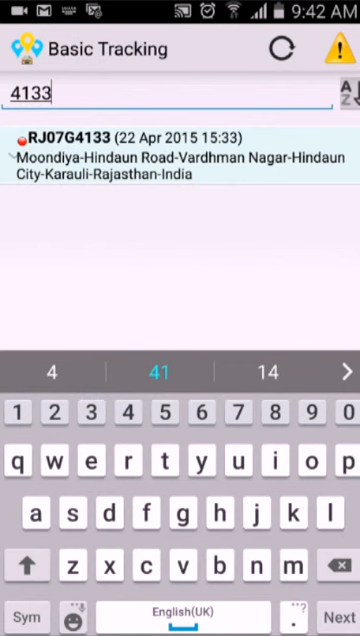 9:42 AM
Basic Tracking
4133
A
Z
RJ07G4133 (22 Apr 2015 15:33)
Moondiya-Hindaun Road-Vardhman Nagar-Hindaun
City-Karauli-Rajasthan-India
4 41 14
1 2 3 4 5 6 7 8 9 0
q w e r t y u i o p
a s d f g h j k l
z x c v b n m
Sym English(UK) . ...? Next